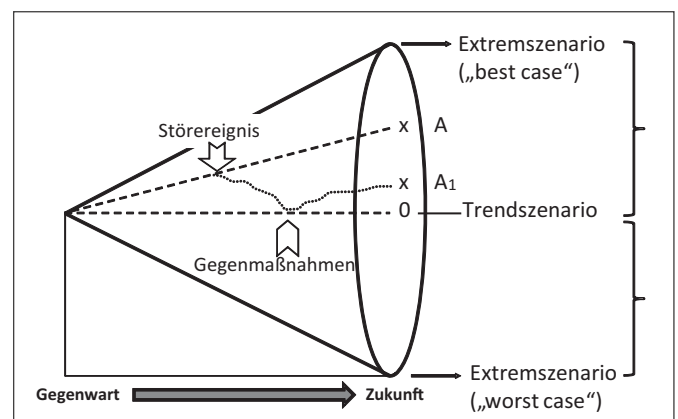 Extremszenario
(„best case“)
Störereignis
x A
x A1
0 Trendszenario
Gegenmaßnahmen
Gegenwart Zukunft
Extremszenario
(„worst case“)